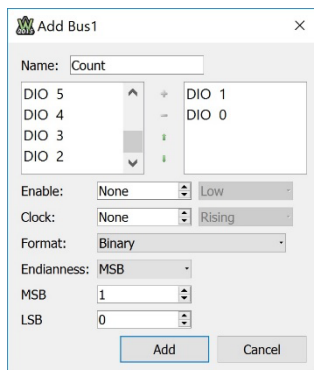 Add Bus1
Name: Count
DIO 5
DIO 4
DIO 3
DIO 2
DIO 1
DIO 0
Enable: None Low
Clock: None Rising
Format: Binary
Endianness: MSB
MSB 1
LSB 0
Add Cancel